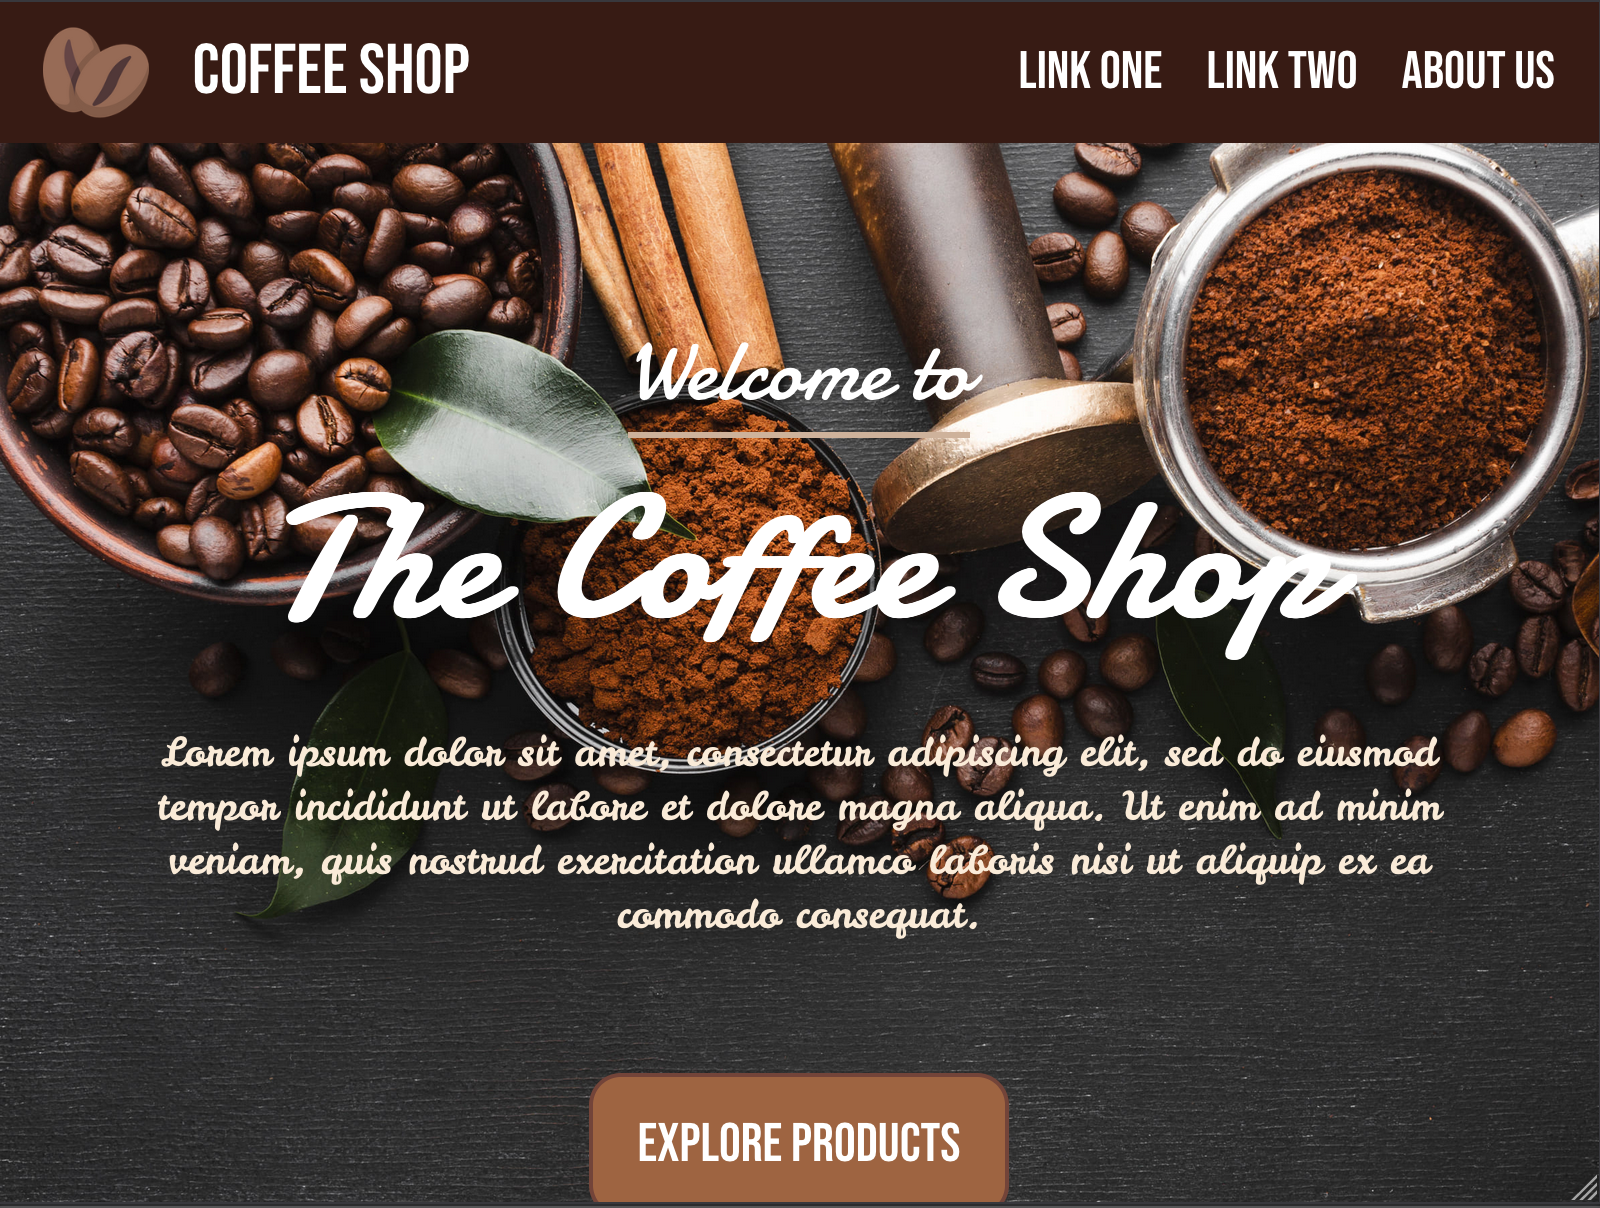 COFFEE SHOP
LINK ONE LINK TWO ABOUT US
Welcome to
The Coffee Shop
Lorem ipsum dolor sit amet, consectetur adipiscing elit, sed do eiusmod
tempor incididunt ut labore et dolore magna aliqua. Ut enim ad minim
veniam, quis nostrud exercitation ullamco laboris nisi ut aliquip ex ea
commodo consequat.
EXPLORE PRODUCTS